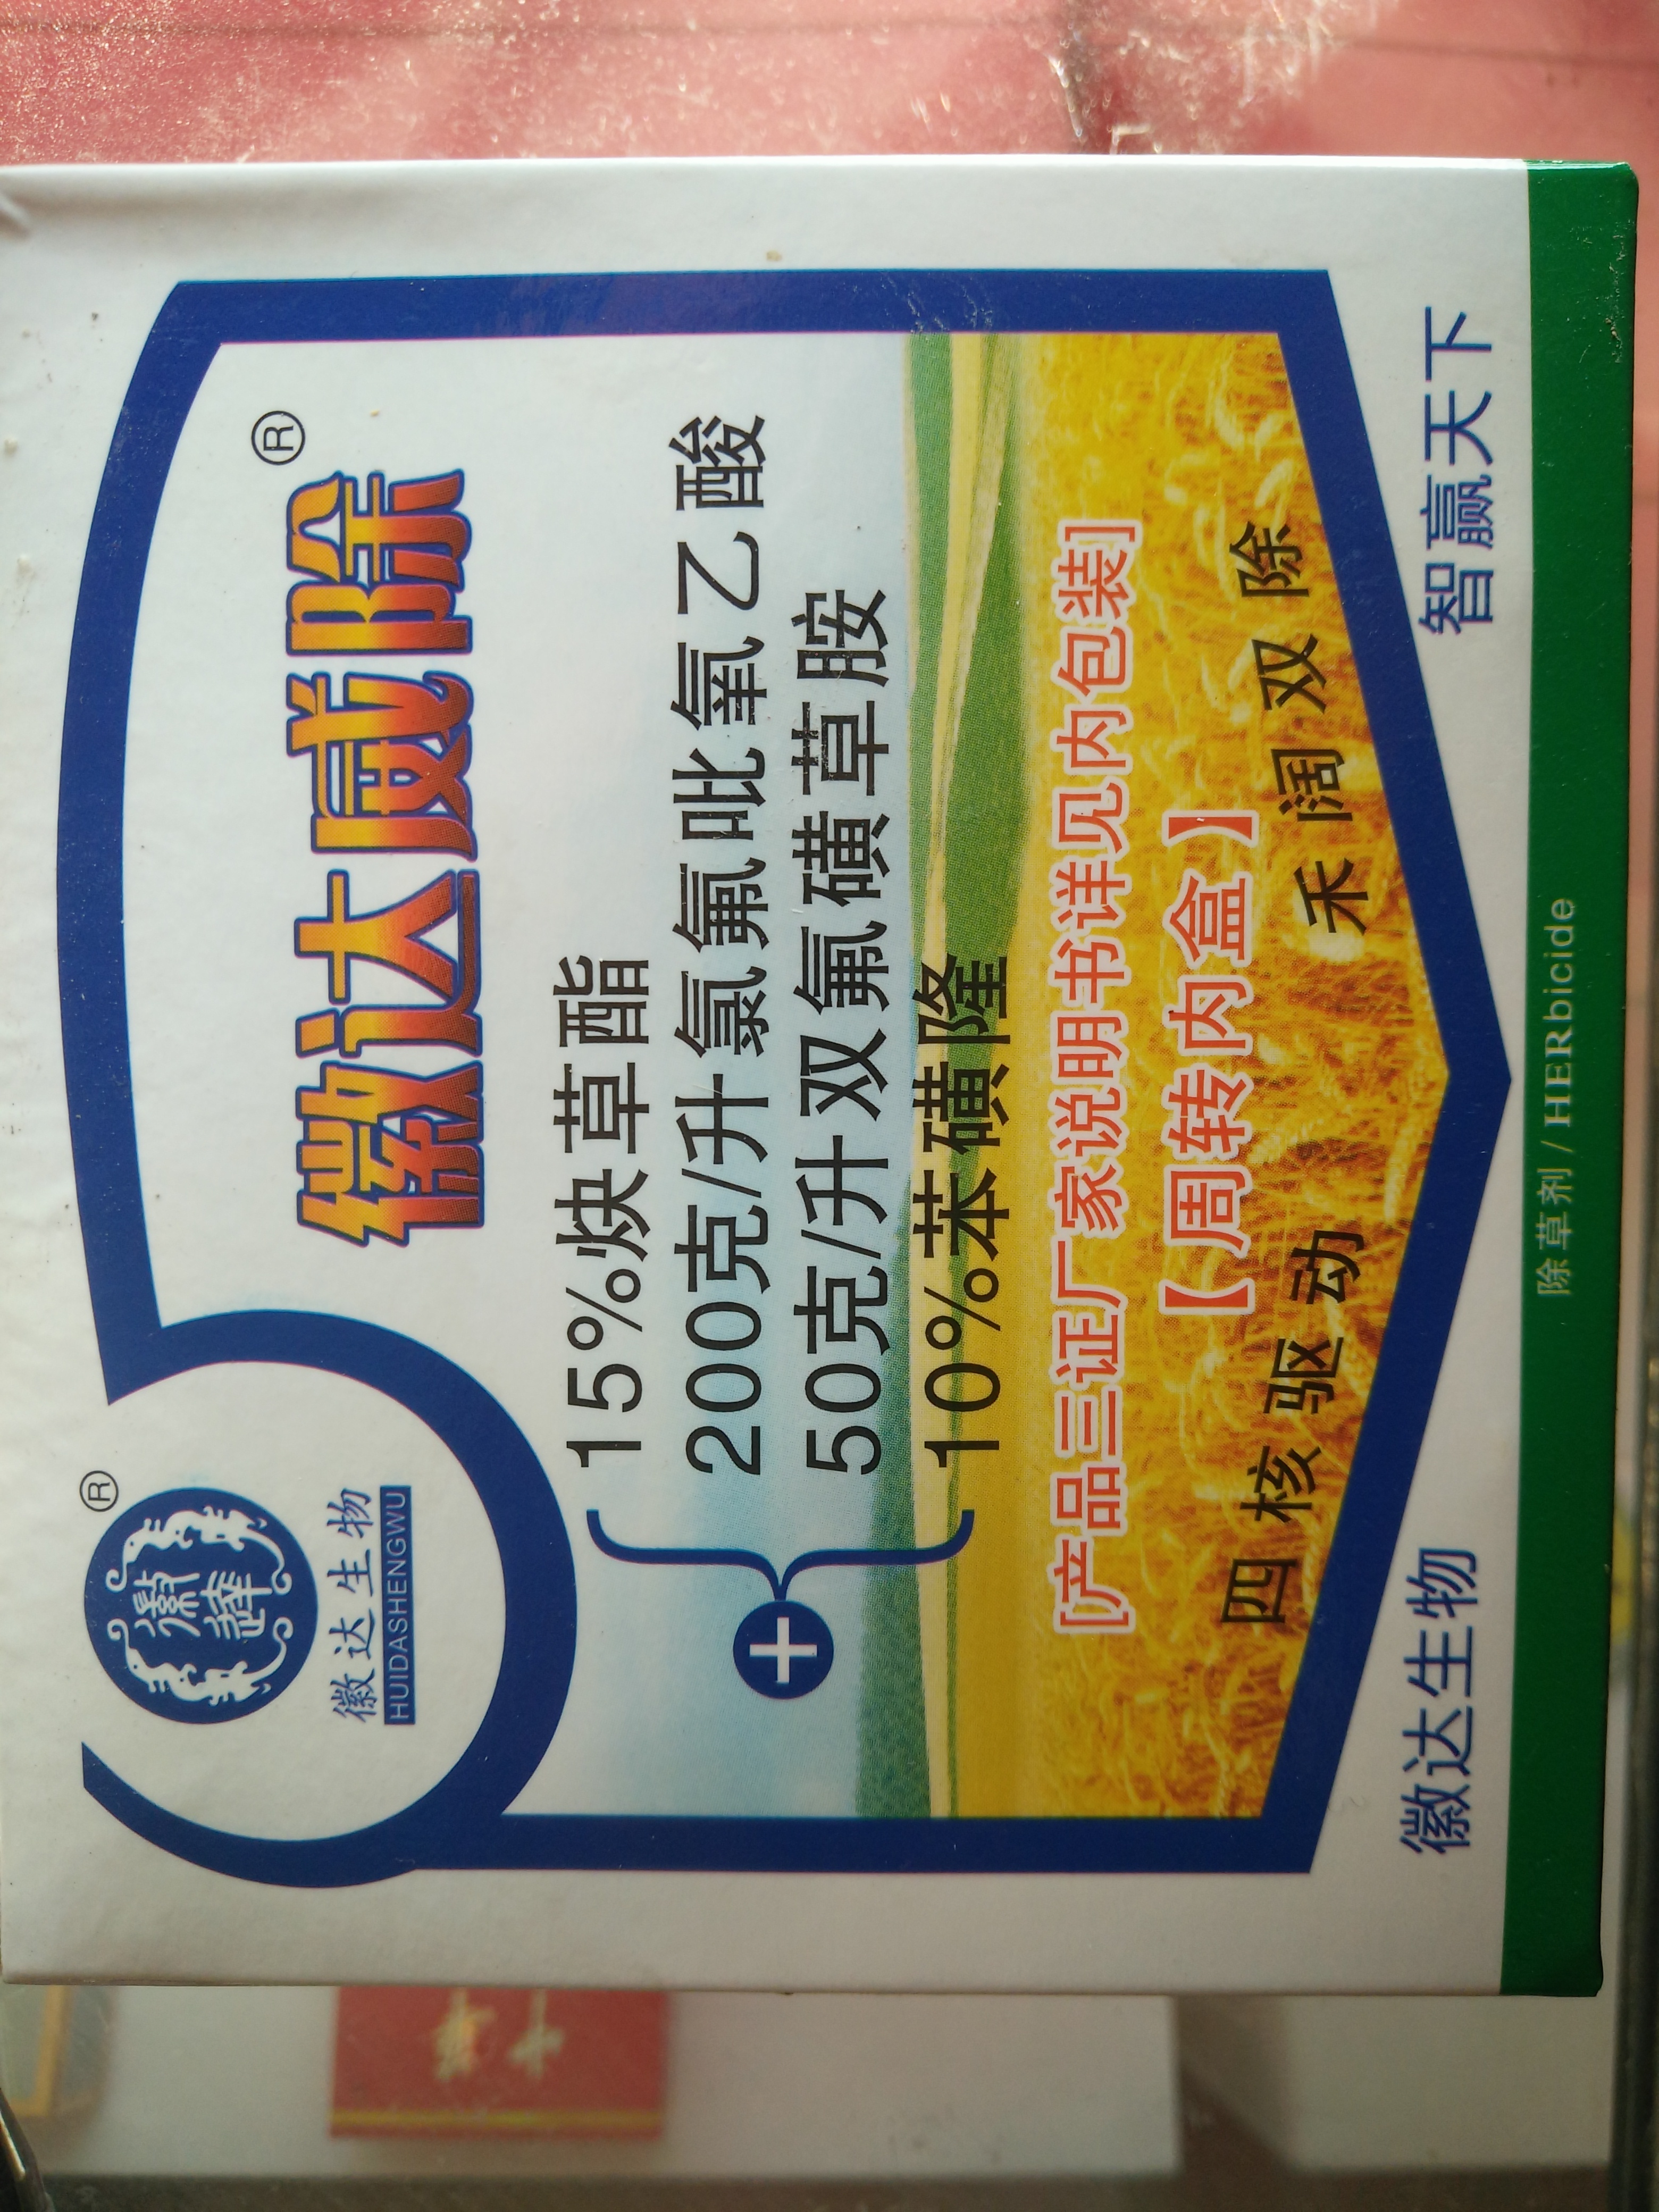 徽達
®
徽达生物
HUIDASHENGWU
徽达威除®
+
15%炔草酯
200克/升氯氟吡氧乙酸
50克/升双氟磺草胺
10%苯磺隆
[产品三证厂家说明书详见内包装]
【周转内盒】
四核驱动 禾阔双除
徽达生物 智赢天下
除草剂 / HERbicide